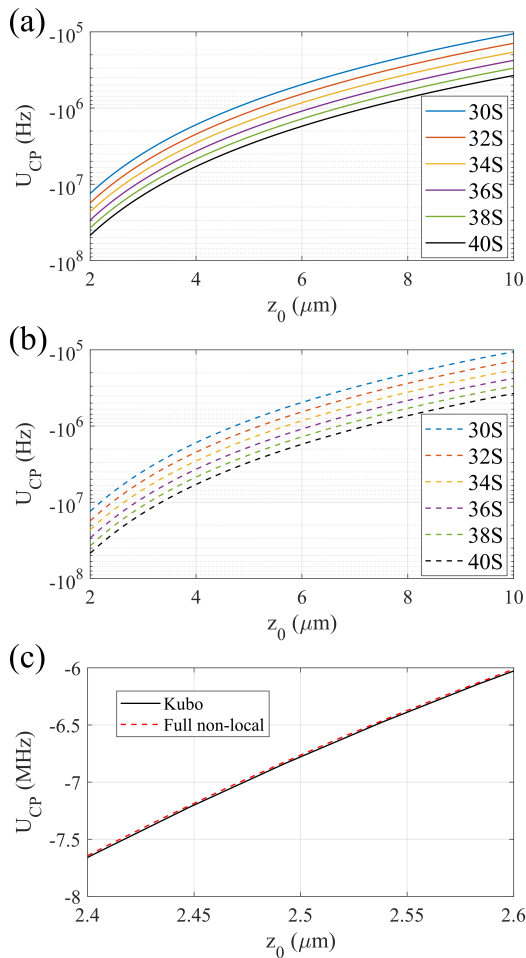 (a)
U_CP (Hz)
-10^5
-10^6
-10^7
-10^8
30S
32S
34S
36S
38S
40S
2 4 6 8 10
z_0 (μm)
(b)
U_CP (Hz)
-10^5
-10^6
-10^7
-10^8
30S
32S
34S
36S
38S
40S
2 4 6 8 10
z_0 (μm)
(c)
U_CP (MHz)
-6
-6.5
-7
-7.5
-8
Kubo
Full non-local
2.4 2.45 2.5 2.55 2.6
z_0 (μm)